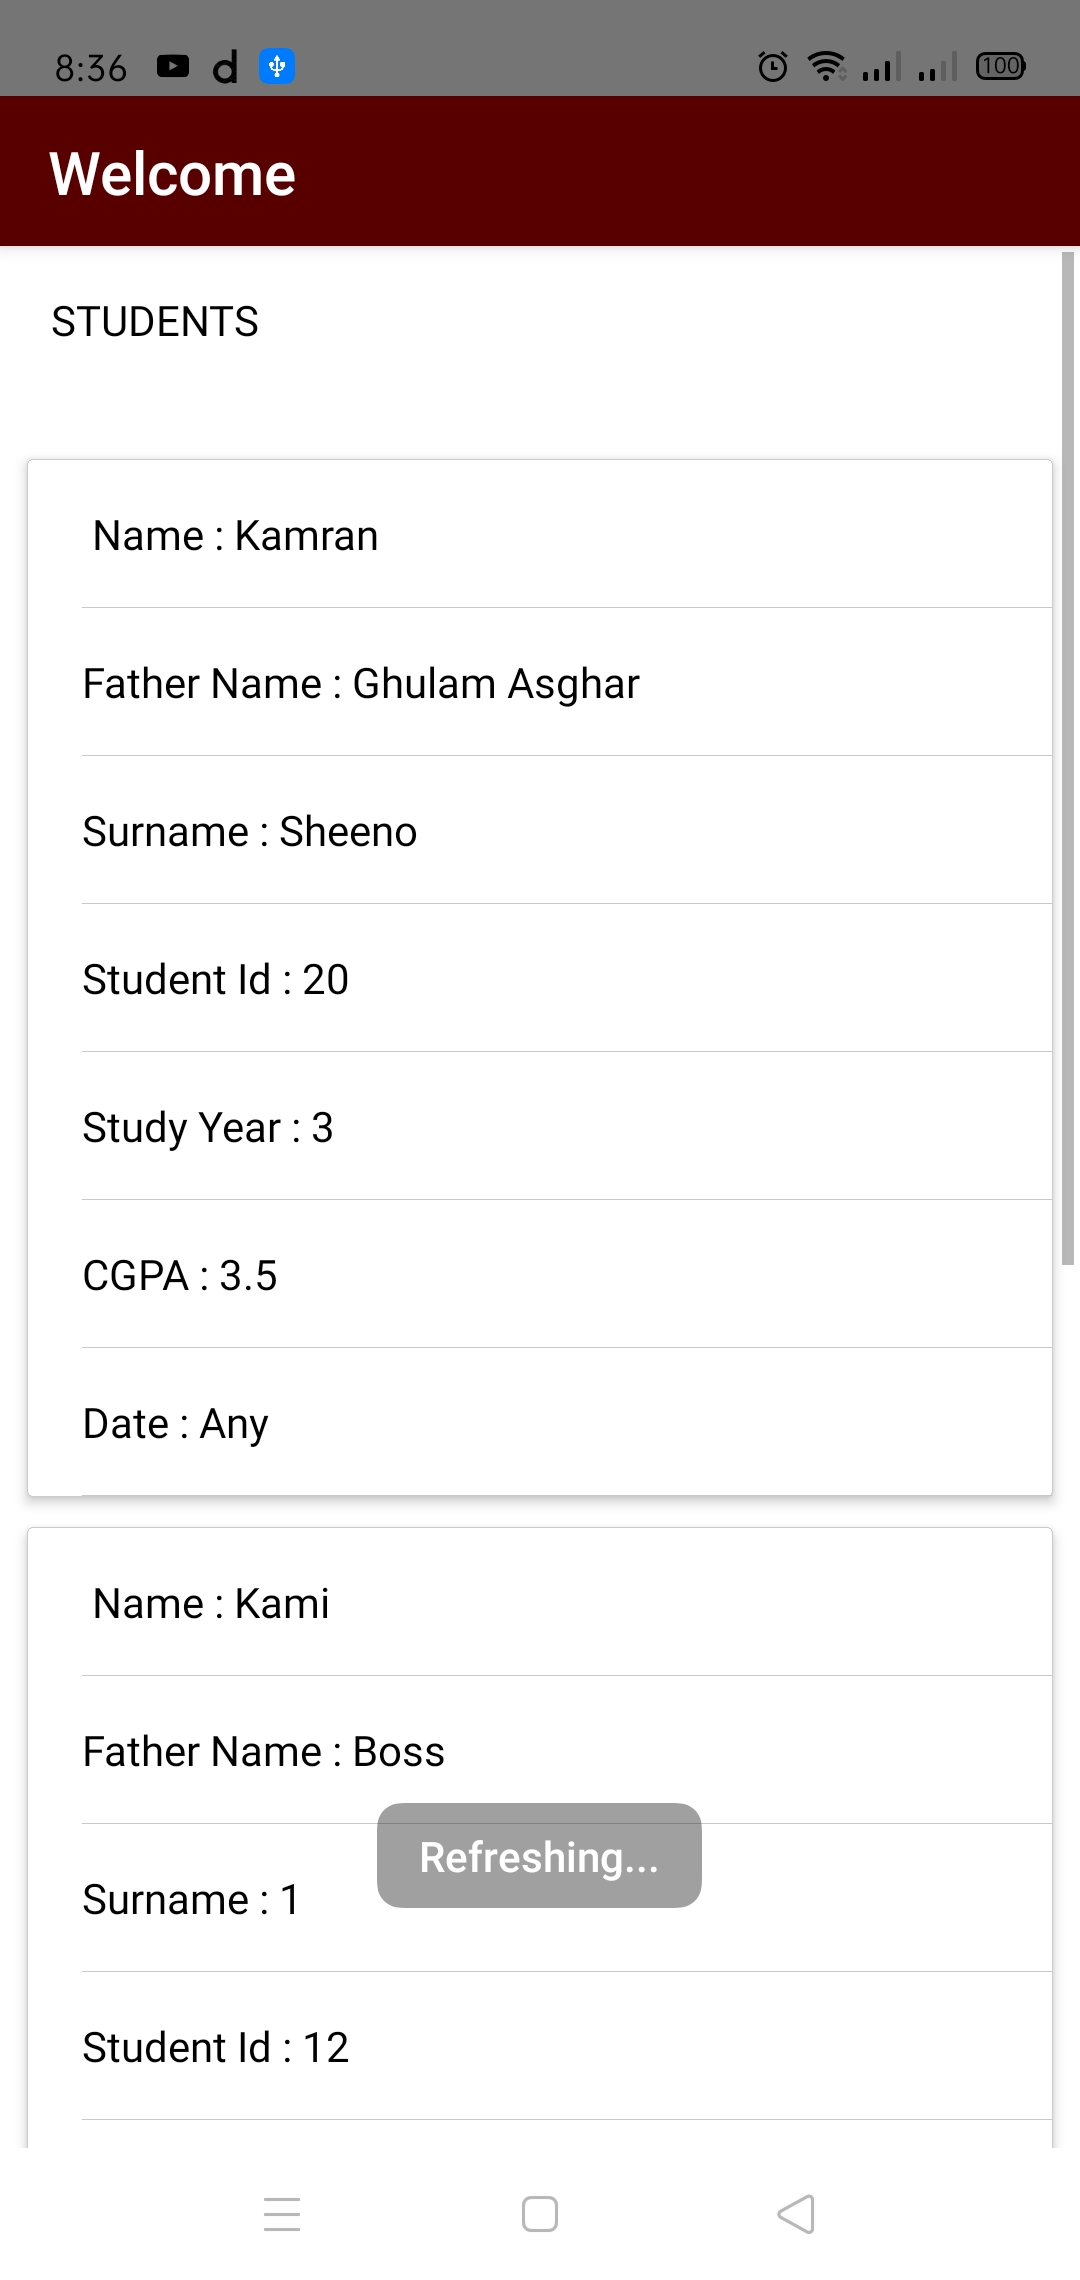 8:36 d 100
Welcome
STUDENTS
Name : Kamran
Father Name : Ghulam Asghar
Surname : Sheeno
Student Id : 20
Study Year : 3
CGPA : 3.5
Date : Any
Name : Kami
Father Name : Boss
Refreshing...
Surname : 1
Student Id : 12